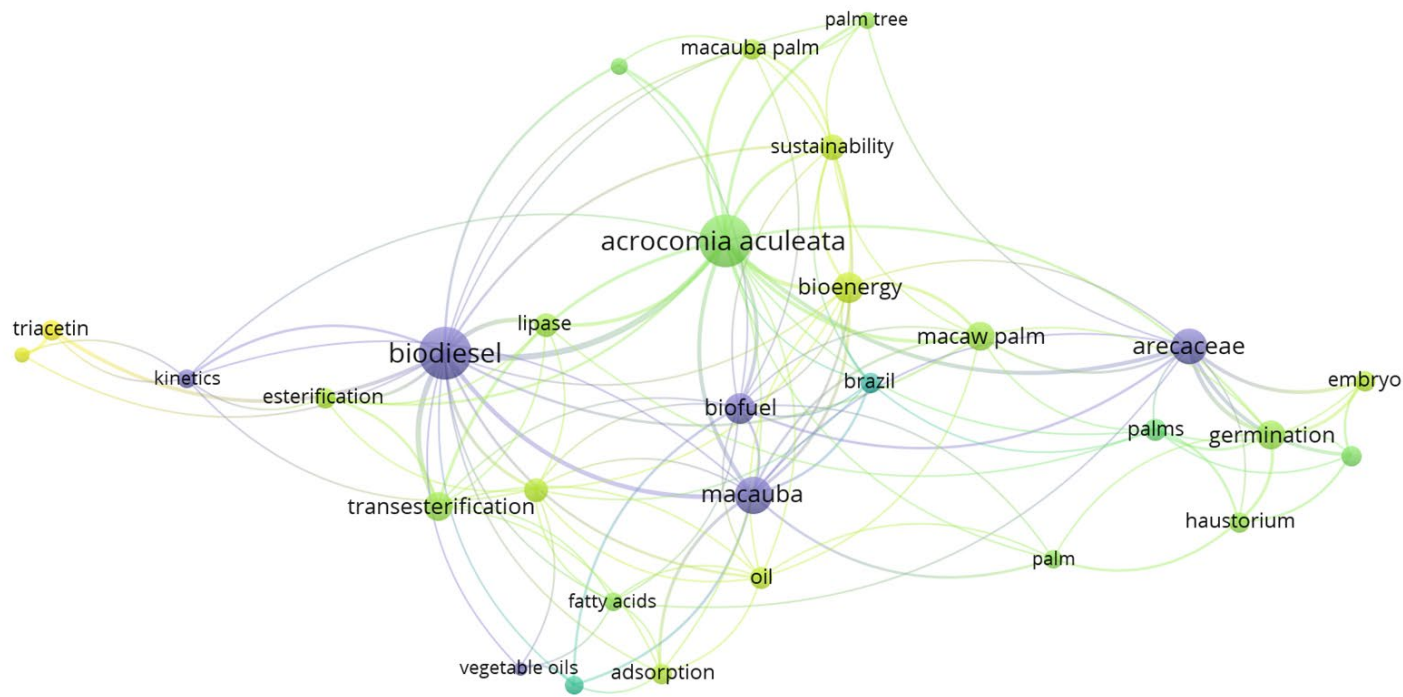 palm tree
macauba palm
sustainability
acrocomia aculeata
bioenergy
triacetin
lipase
macaw palm
biodiesel
arecaceae
kinetics
brazil
embryo
esterification
biofuel
palms
germination
macauba
transesterification
haustorium
palm
oil
fatty acids
vegetable oils
adsorption